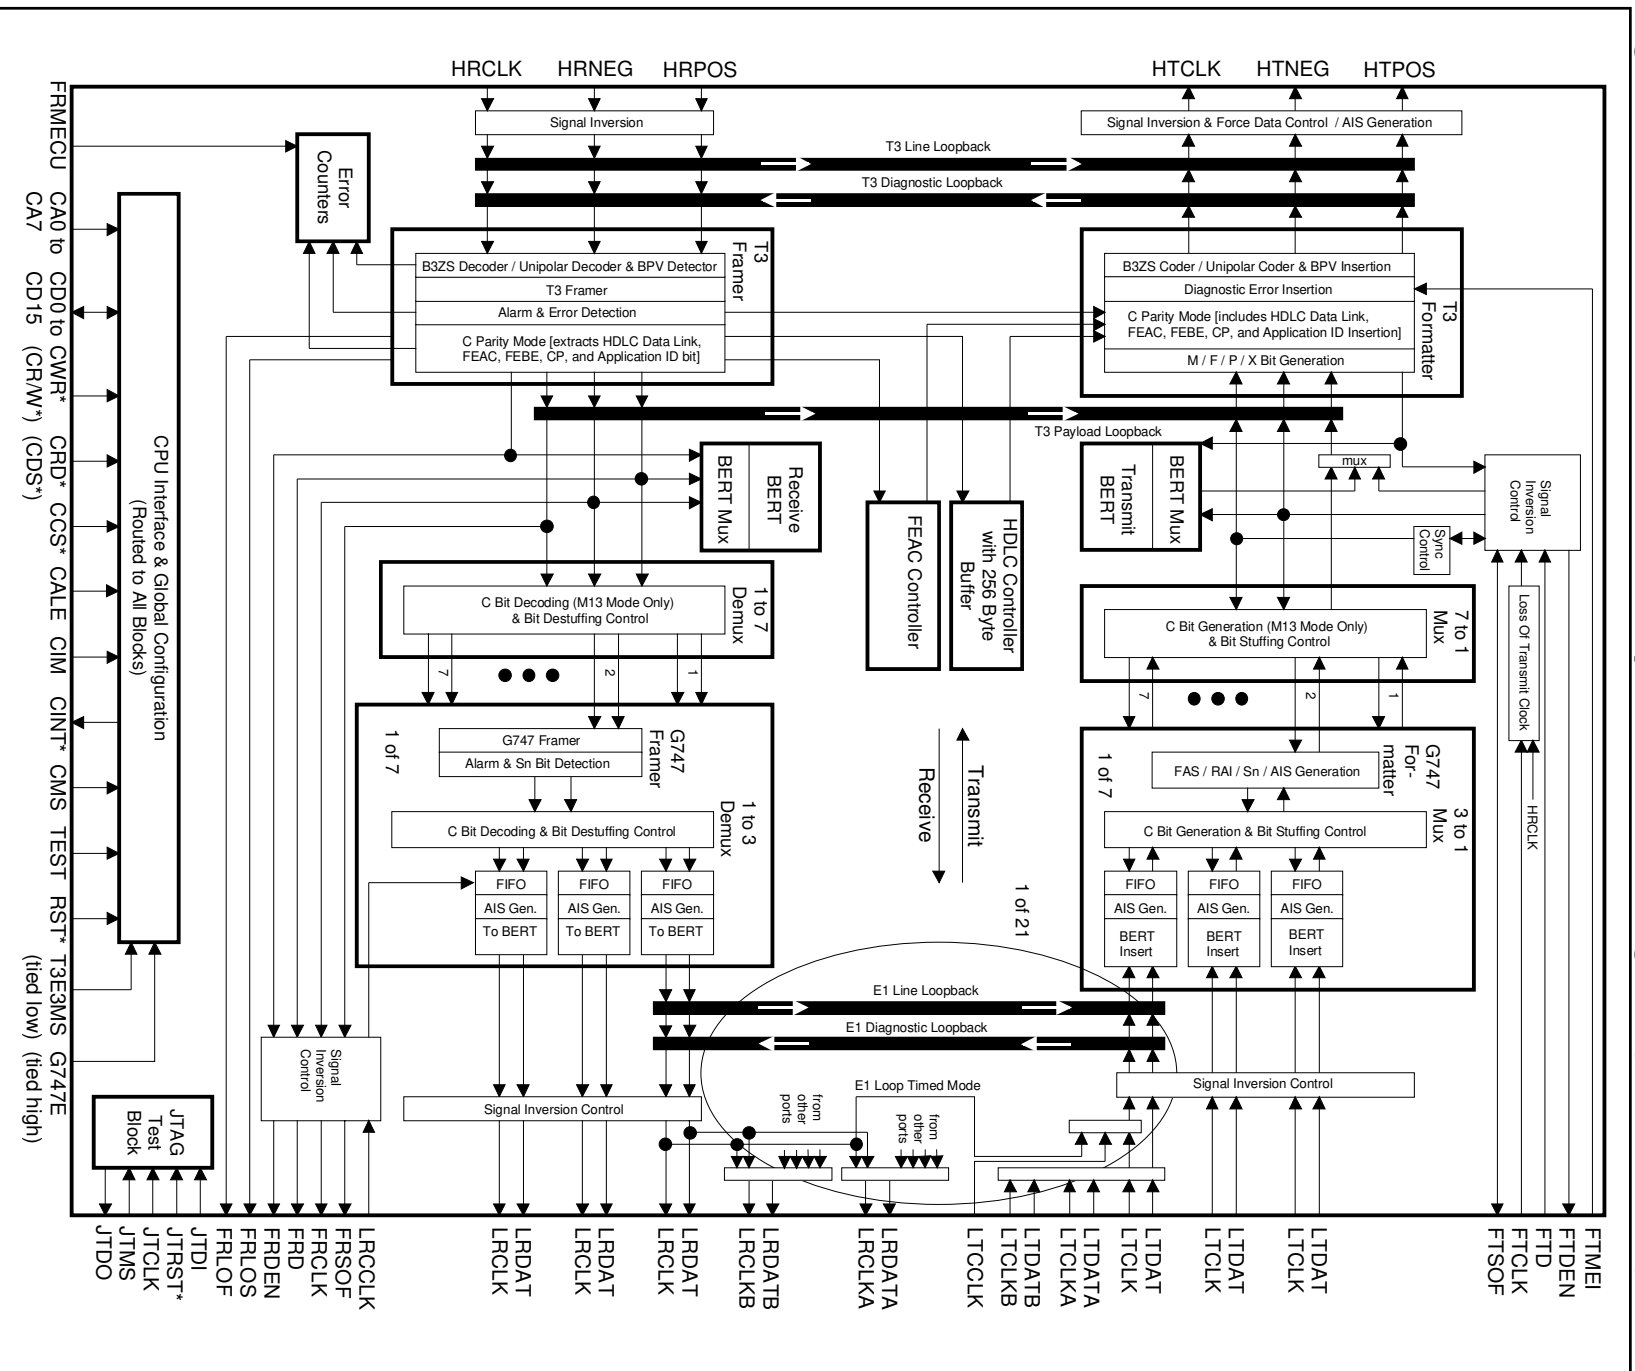 HRCLK
HRNEG
HRPOS
HTCLK
HTNEG
HTPOS
Signal Inversion
Signal Inversion & Force Data Control / AIS Generation
T3 Line Loopback
T3 Diagnostic Loopback
FRMECU
CA0 to
CA7
CD0 to
CD15
CWR*
(CR/W*)
CRD*
(CDS*)
CCS*
CALE
CIM
CINT*
CMS
TEST
RST*
T3E3MS
(tied low)
G747E
(tied high)
CPU Interface & Global Configuration
(Routed to All Blocks)
Error
Counters
T3
Framer
B3ZS Decoder / Unipolar Decoder & BPV Detector
T3 Framer
Alarm & Error Detection
C Parity Mode [extracts HDLC Data Link,
FEAC, FEBE, CP, and Application ID bit]
T3
Formatter
B3ZS Coder / Unipolar Coder & BPV Insertion
Diagnostic Error Insertion
C Parity Mode [includes HDLC Data Link,
FEAC, FEBE, CP, and Application ID Insertion]
M / F / P / X Bit Generation
T3 Payload Loopback
Receive
BERT
BERT Mux
BERT Mux
Transmit
BERT
mux
Signal
Inversion
Control
Sync
Control
FEAC Controller
HDLC Controller
with 256 Byte
Buffer
1 to 7
Demux
C Bit Decoding (M13 Mode Only)
& Bit Destuffing Control
7
2
1
7 to 1
Mux
C Bit Generation (M13 Mode Only)
& Bit Stuffing Control
7
2
1
Loss Of Transmit Clock
HRCLK
G747
Framer
1 of 7
G747 Framer
Alarm & Sn Bit Detection
1 to 3
Demux
C Bit Decoding & Bit Destuffing Control
FIFO
AIS Gen.
To BERT
FIFO
AIS Gen.
To BERT
FIFO
AIS Gen.
To BERT
Transmit
Receive
1 of 21
G747
For-
matter
1 of 7
FAS / RAI / Sn / AIS Generation
3 to 1
Mux
C Bit Generation & Bit Stuffing Control
FIFO
AIS Gen.
BERT
Insert
FIFO
AIS Gen.
BERT
Insert
FIFO
AIS Gen.
BERT
Insert
E1 Line Loopback
E1 Diagnostic Loopback
E1 Loop Timed Mode
Signal
Inversion
Control
Signal Inversion Control
Signal Inversion Control
from
other
ports
from
other
ports
JTAG
Test
Block
JTDO
JTMS
JTCLK
JTRST*
JTDI
FRLOF
FRLOS
FRDEN
FRD
FRCLK
FRSOF
LRCCLK
LRCLK
LRDAT
LRCLK
LRDAT
LRCLK
LRDAT
LRCLKB
LRDATB
LRCLKA
LRDATA
LTCCLK
LTCLKB
LTDATB
LTCLKA
LTDATA
LTCLK
LTDAT
LTCLK
LTDAT
LTCLK
LTDAT
FTSOF
FTCLK
FTD
FTDEN
FTMEI